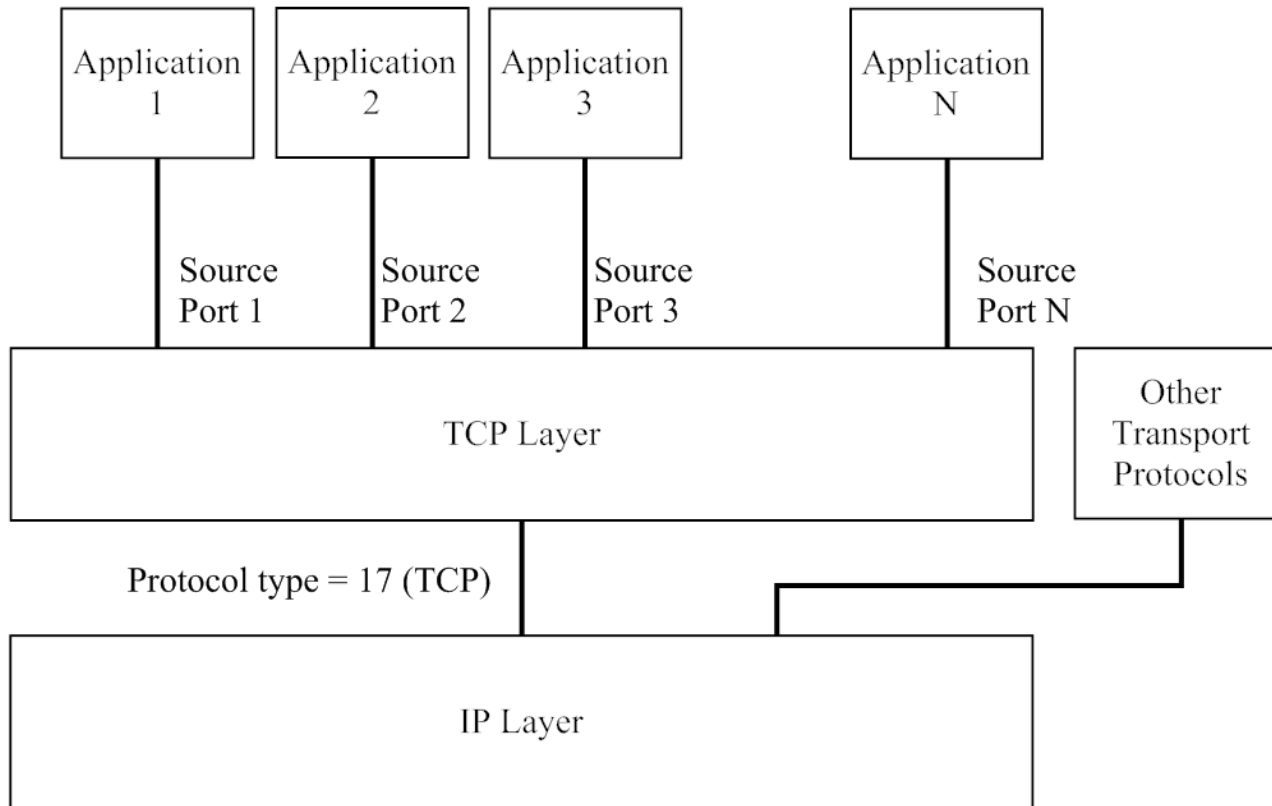 Application
1
Application
2
Application
3
Application
N
Source
Port 1
Source
Port 2
Source
Port 3
Source
Port N
TCP Layer
Other
Transport
Protocols
Protocol type = 17 (TCP)
IP Layer